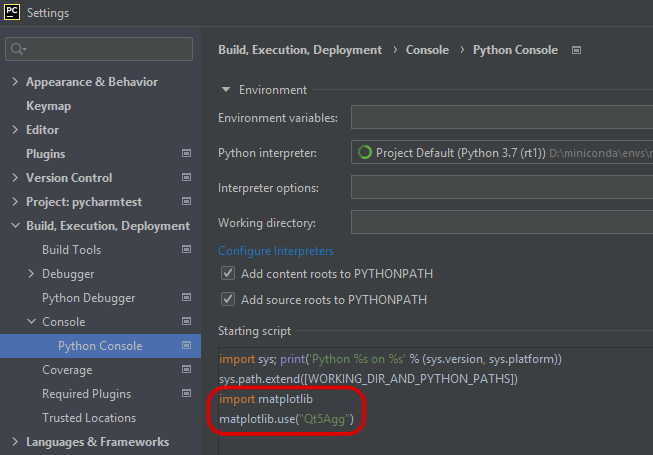 PC Settings
Appearance & Behavior
Keymap
Editor
Plugins
Version Control
Project: pycharmtest
Build, Execution, Deployment
Build Tools
Debugger
Python Debugger
Console
Python Console
Coverage
Required Plugins
Trusted Locations
Languages & Frameworks
Build, Execution, Deployment › Console › Python Console
Environment
Environment variables:
Python interpreter: Project Default (Python 3.7 (rt1)) D:\miniconda\envs\
Interpreter options:
Working directory:
Configure Interpreters
Add content roots to PYTHONPATH
Add source roots to PYTHONPATH
Starting script
import sys; print('Python %s on %s' % (sys.version, sys.platform))
sys.path.extend([WORKING_DIR_AND_PYTHON_PATHS])
import matplotlib
matplotlib.use("Qt5Agg")